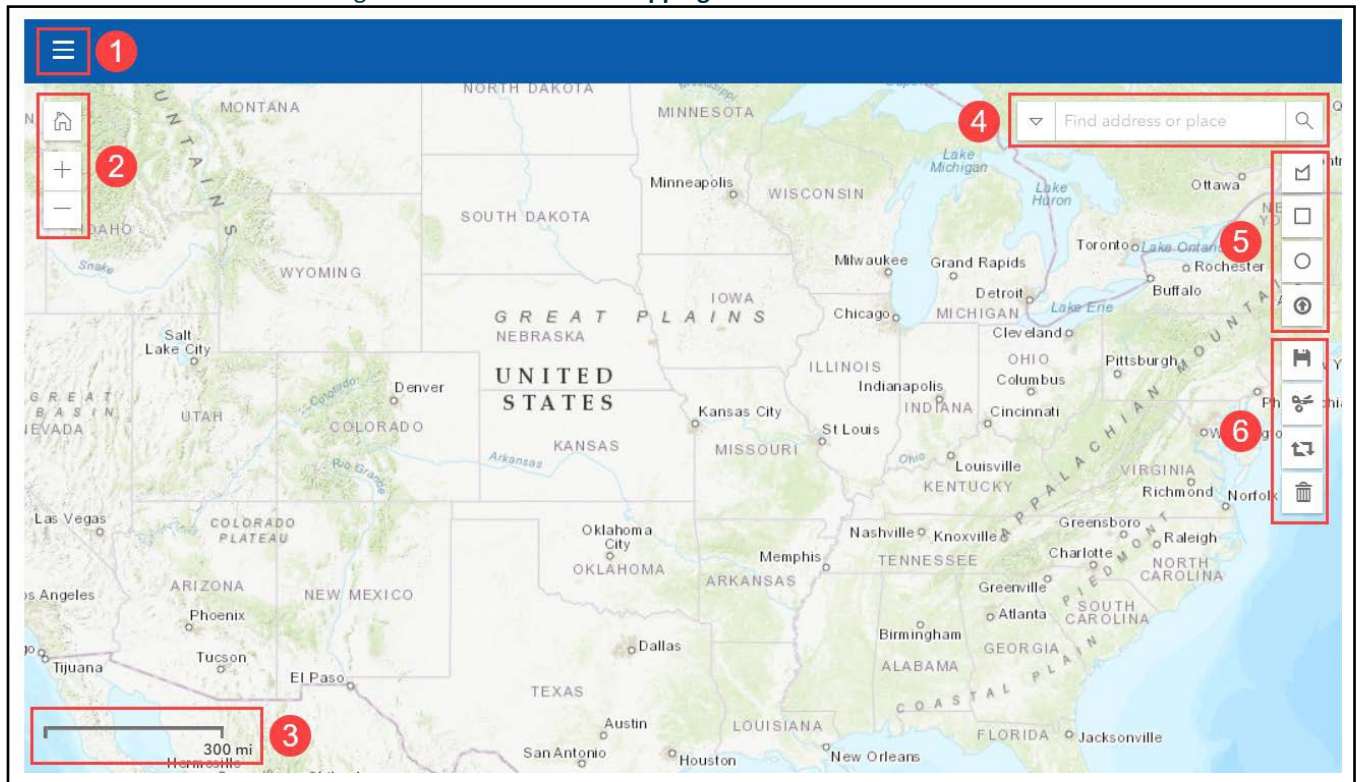 1
NORTH DAKOTA
MONTANA
MINNESOTA
4
Find address or place
2
Lake
Michigan
Minneapolis
WISCONSIN
Lake
Huron
Ottawa
SOUTH DAKOTA
5
Toronto
Lake Ontario
Snake
WYOMING
Milwaukee
Grand Rapids
Rochester
IOWA
Detroit
Buffalo
GREAT PLAINS
Chicago
MICHIGAN
Lake Erie
Salt
Lake City
NEBRASKA
Cleveland
OHIO
Pittsburgh
ILLINOIS
UNITED
STATES
Denver
Indianapolis
Columbus
GREAT
BASIN
UTAH
Kansas City
INDIANA
Cincinnati
COLORADO
St Louis
6
KANSAS
MISSOURI
Arkansas
Ohio
Louisville
Rio Grande
KENTUCKY
VIRGINIA
Richmond
Norfolk
APPALACHIAN MOUNTAINS
Las Vegas
COLORADO
PLATEAU
Oklahoma
City
Nashville
Knoxville
Greensboro
Raleigh
OKLAHOMA
Memphis
TENNESSEE
Charlotte
NORTH
CAROLINA
ARIZONA
NEW MEXICO
ARKANSAS
Greenville
PIEDMONT
Phoenix
Atlanta
SOUTH
CAROLINA
Dallas
Birmingham
Tijuana
Tucson
ALABAMA
GEORGIA
El Paso
COASTAL PLAIN
TEXAS
Austin
LOUISIANA
FLORIDA
Jacksonville
300 mi
3
San Antonio
Houston
New Orleans